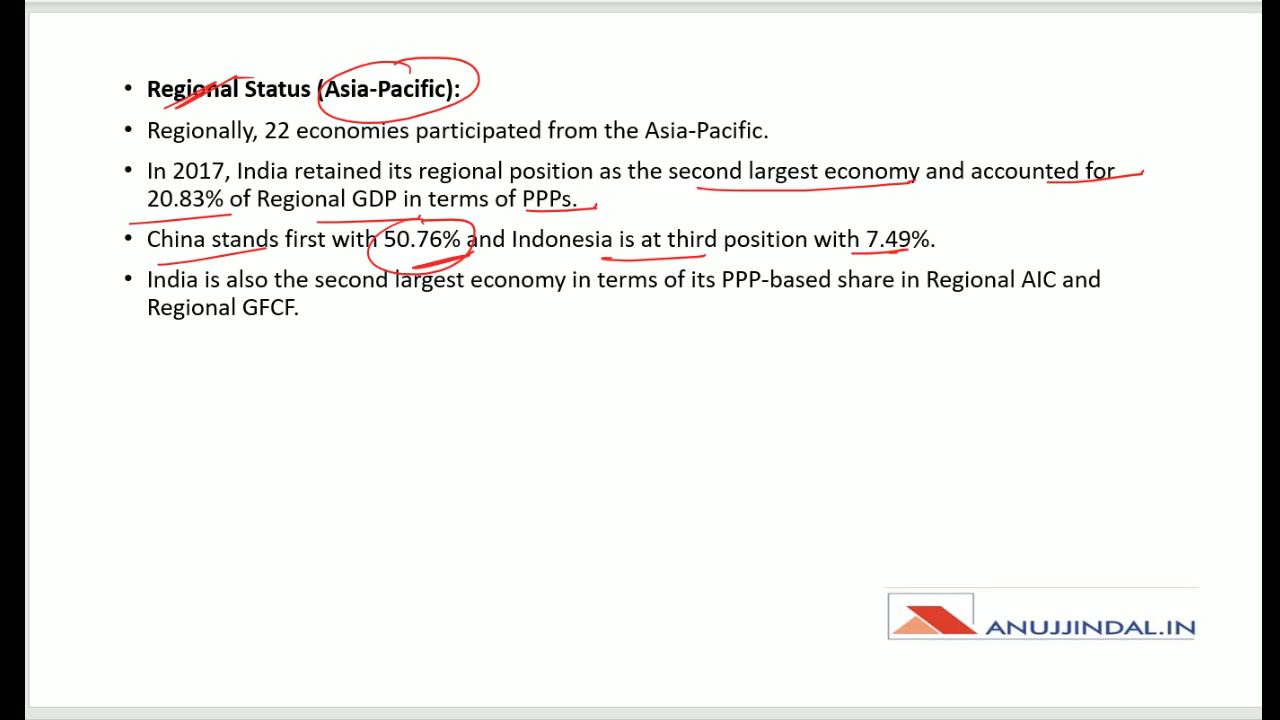 • Regional Status (Asia-Pacific):
• Regionally, 22 economies participated from the Asia-Pacific.
• In 2017, India retained its regional position as the second largest economy and accounted for
20.83% of Regional GDP in terms of PPPs.
• China stands first with 50.76% and Indonesia is at third position with 7.49%.
• India is also the second largest economy in terms of its PPP-based share in Regional AIC and
Regional GFCF.
ANUJJINDAL.IN